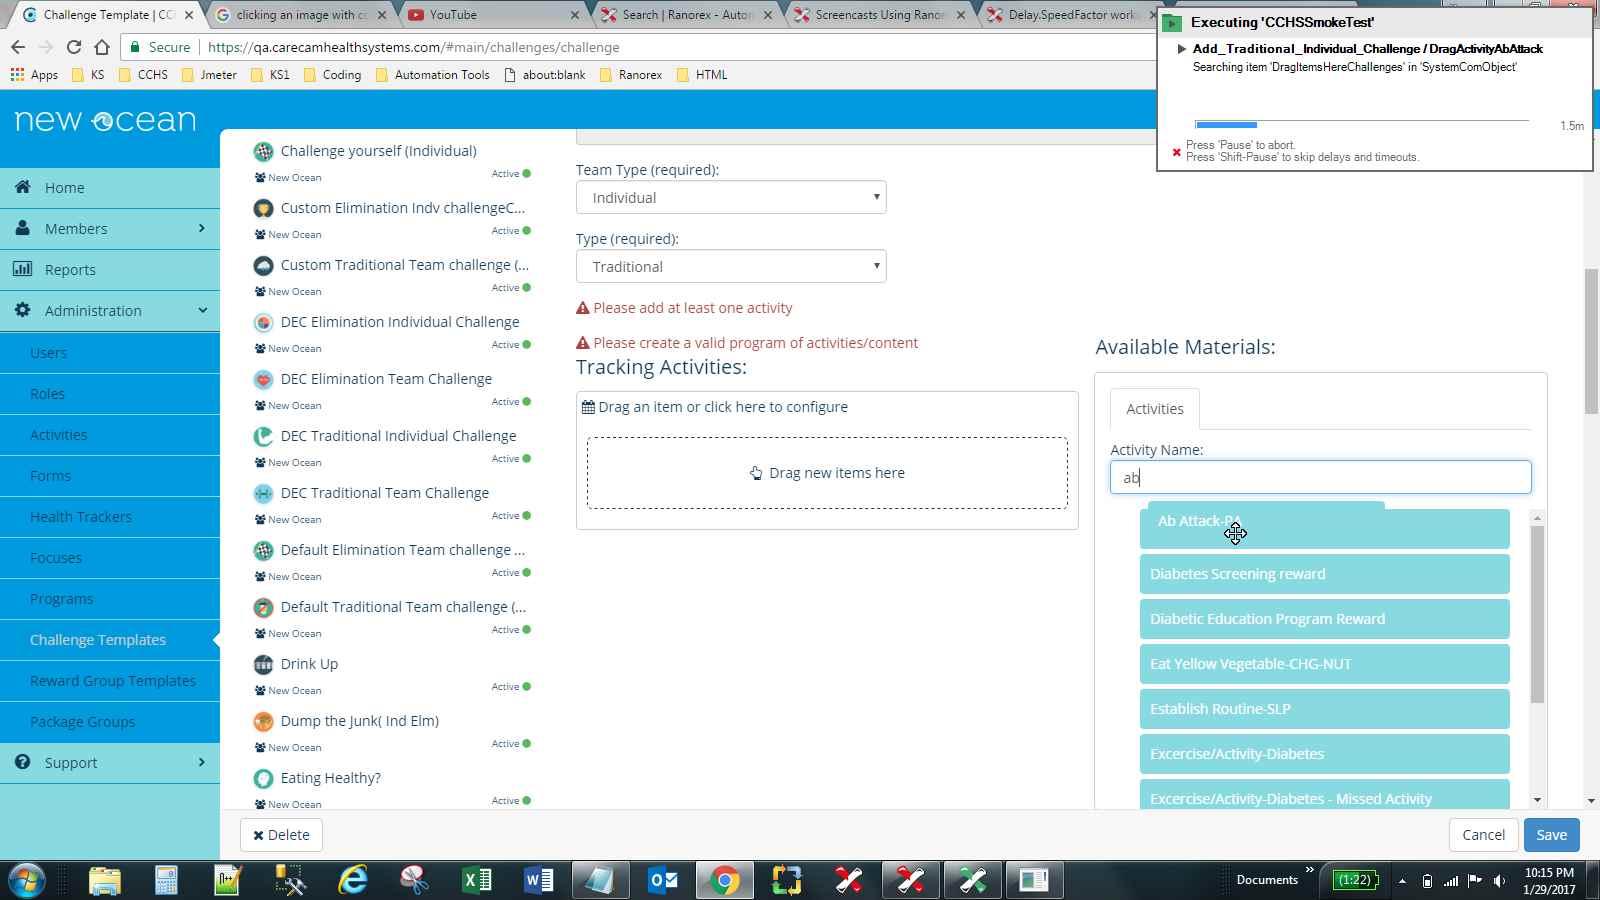 Challenge Template | CC
clicking an image with co
YouTube
Search | Ranorex - Auton
Screencasts Using Ranor
Delay.SpeedFactor work
Secure
https://qa.carecamhealthsystems.com/#main/challenges/challenge
Apps
KS
CCHS
Jmeter
KS1
Coding
Automation Tools
about:blank
Ranorex
HTML
Executing 'CCHSSmokeTest'
Add_Traditional_Individual_Challenge / DragActivityAbAttack
Searching item 'DragItemsHereChallenges' in 'SystemComObject'
1.5m
Press 'Pause' to abort.
Press 'Shift-Pause' to skip delays and timeouts.
new ocean
Home
Members
Reports
Administration
Users
Roles
Activities
Forms
Health Trackers
Focuses
Programs
Challenge Templates
Reward Group Templates
Package Groups
Support
Challenge yourself (Individual)
New Ocean
Active
Custom Elimination Indv challengeC...
New Ocean
Active
Custom Traditional Team challenge (...
New Ocean
Active
DEC Elimination Individual Challenge
New Ocean
Active
DEC Elimination Team Challenge
New Ocean
Active
DEC Traditional Individual Challenge
New Ocean
Active
DEC Traditional Team Challenge
New Ocean
Active
Default Elimination Team challenge ...
New Ocean
Active
Default Traditional Team challenge (...
New Ocean
Active
Drink Up
New Ocean
Active
Dump the Junk( Ind Elm)
New Ocean
Active
Eating Healthy?
New Ocean
Active
Team Type (required):
Individual
Type (required):
Traditional
Please add at least one activity
Please create a valid program of activities/content
Tracking Activities:
Drag an item or click here to configure
Drag new items here
Available Materials:
Activities
Activity Name:
ab
Ab Attack-PA
Diabetes Screening reward
Diabetic Education Program Reward
Eat Yellow Vegetable-CHG-NUT
Establish Routine-SLP
Excercise/Activity-Diabetes
Excercise/Activity-Diabetes - Missed Activity
Delete
Cancel
Save
Documents
(1:22)
10:15 PM
1/29/2017